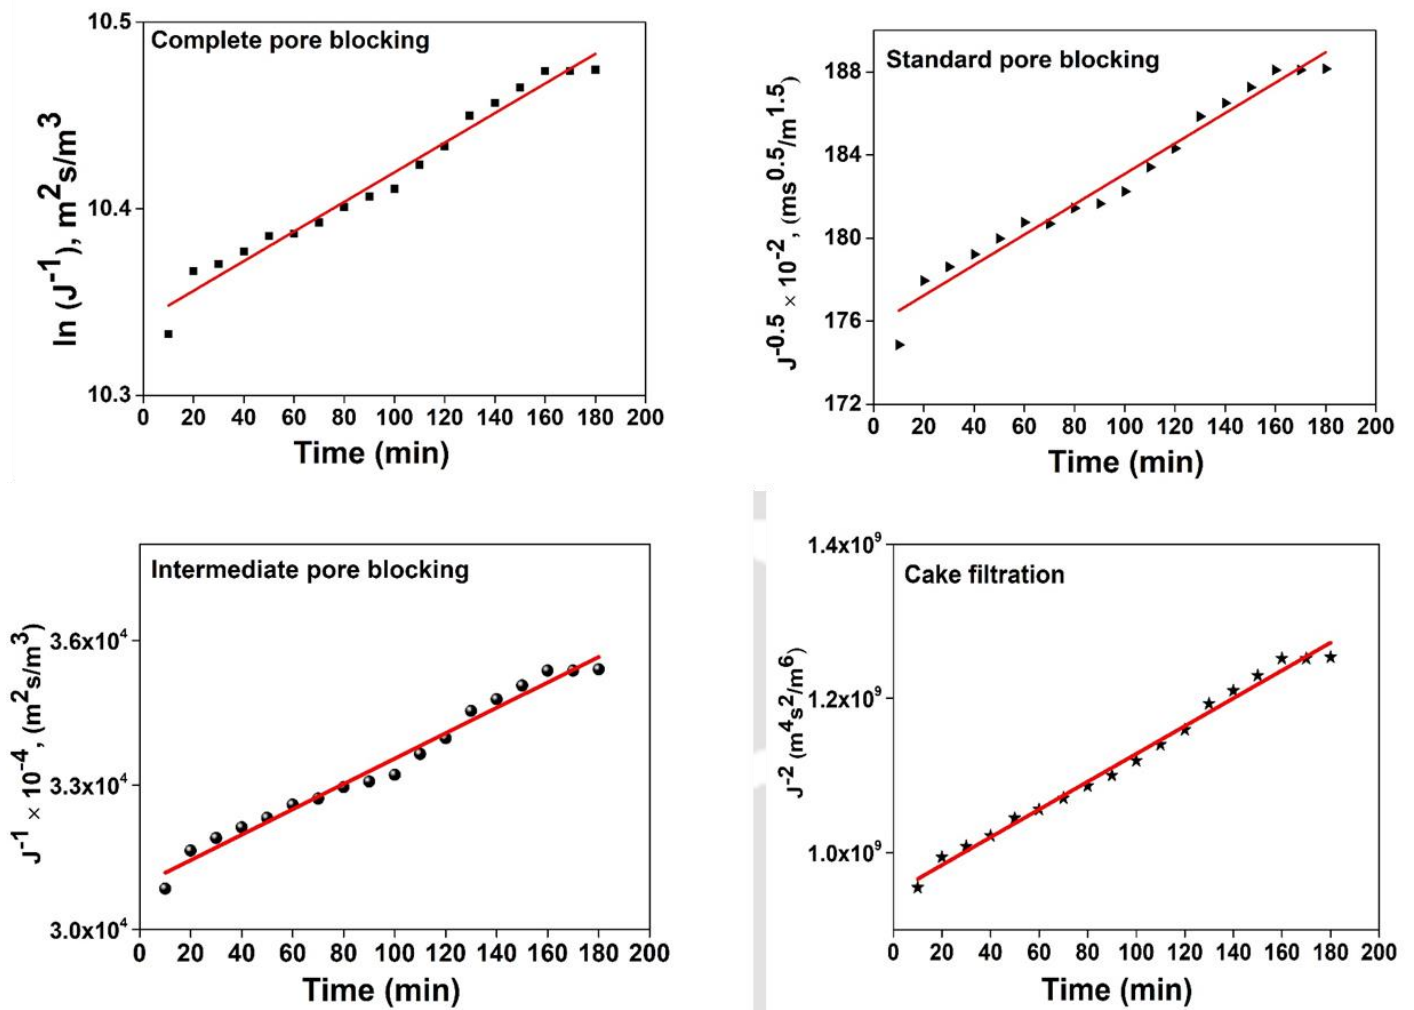 Complete pore blocking
ln (J⁻¹), m²s/m³
10.5
10.4
10.3
0 20 40 60 80 100 120 140 160 180 200
Time (min)
Standard pore blocking
J⁻⁰·⁵ × 10⁻², (ms⁰·⁵/m¹·⁵)
188
184
180
176
172
0 20 40 60 80 100 120 140 160 180 200
Time (min)
Intermediate pore blocking
J⁻¹ × 10⁻⁴, (m²s/m³)
3.6x10⁴
3.3x10⁴
3.0x10⁴
0 20 40 60 80 100 120 140 160 180 200
Time (min)
Cake filtration
J⁻² (m⁴s²/m⁶)
1.4x10⁹
1.2x10⁹
1.0x10⁹
0 20 40 60 80 100 120 140 160 180 200
Time (min)